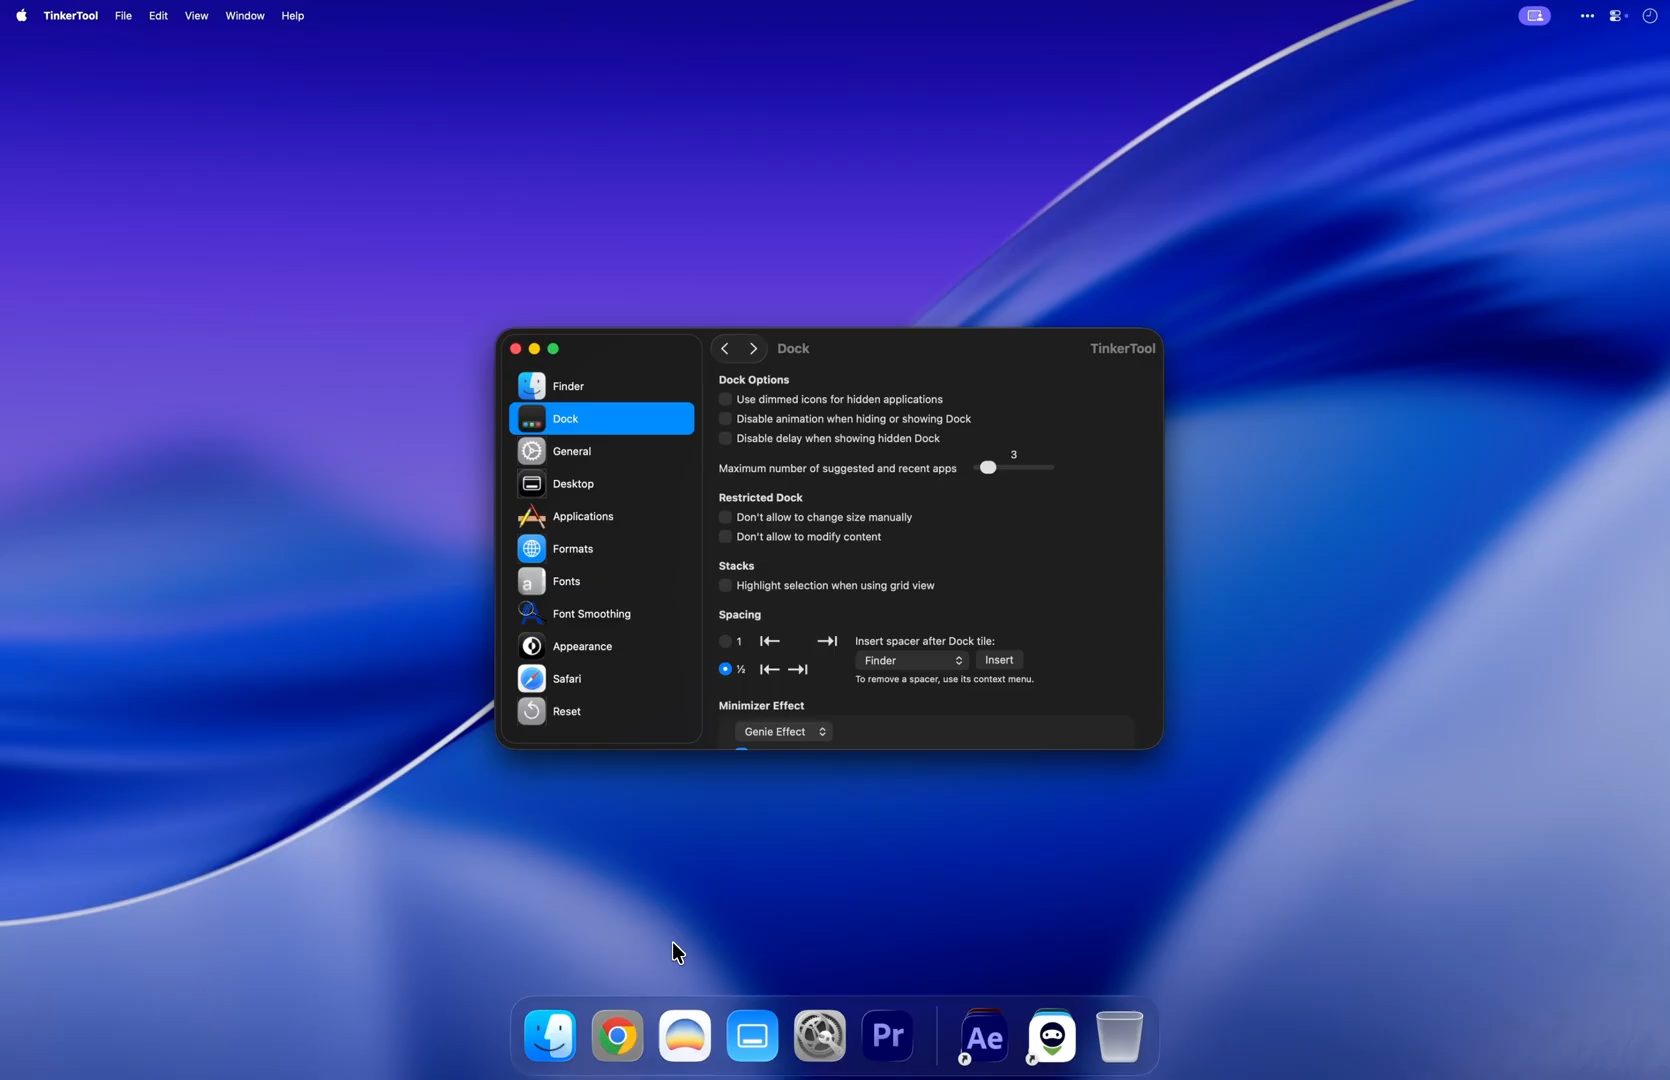 TinkerTool File Edit View Window Help
Dock TinkerTool
Finder
Dock
General
Desktop
Applications
Formats
Fonts
Font Smoothing
Appearance
Safari
Reset
Dock Options
Use dimmed icons for hidden applications
Disable animation when hiding or showing Dock
Disable delay when showing hidden Dock
3
Maximum number of suggested and recent apps
Restricted Dock
Don't allow to change size manually
Don't allow to modify content
Stacks
Highlight selection when using grid view
Spacing
1
Insert spacer after Dock tile:
½
Finder Insert
To remove a spacer, use its context menu.
Minimizer Effect
Genie Effect
a
Pr Ae